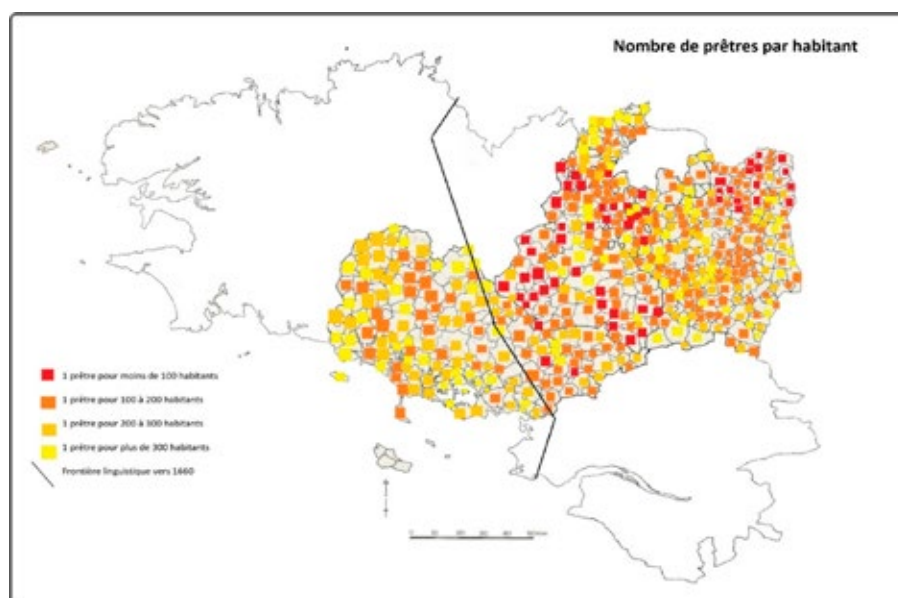 Nombre de prêtres par habitant
1 prêtre pour moins de 100 habitants
1 prêtre pour 100 à 200 habitants
1 prêtre pour 200 à 300 habitants
1 prêtre pour plus de 300 habitants
Frontière linguistique vers 1660